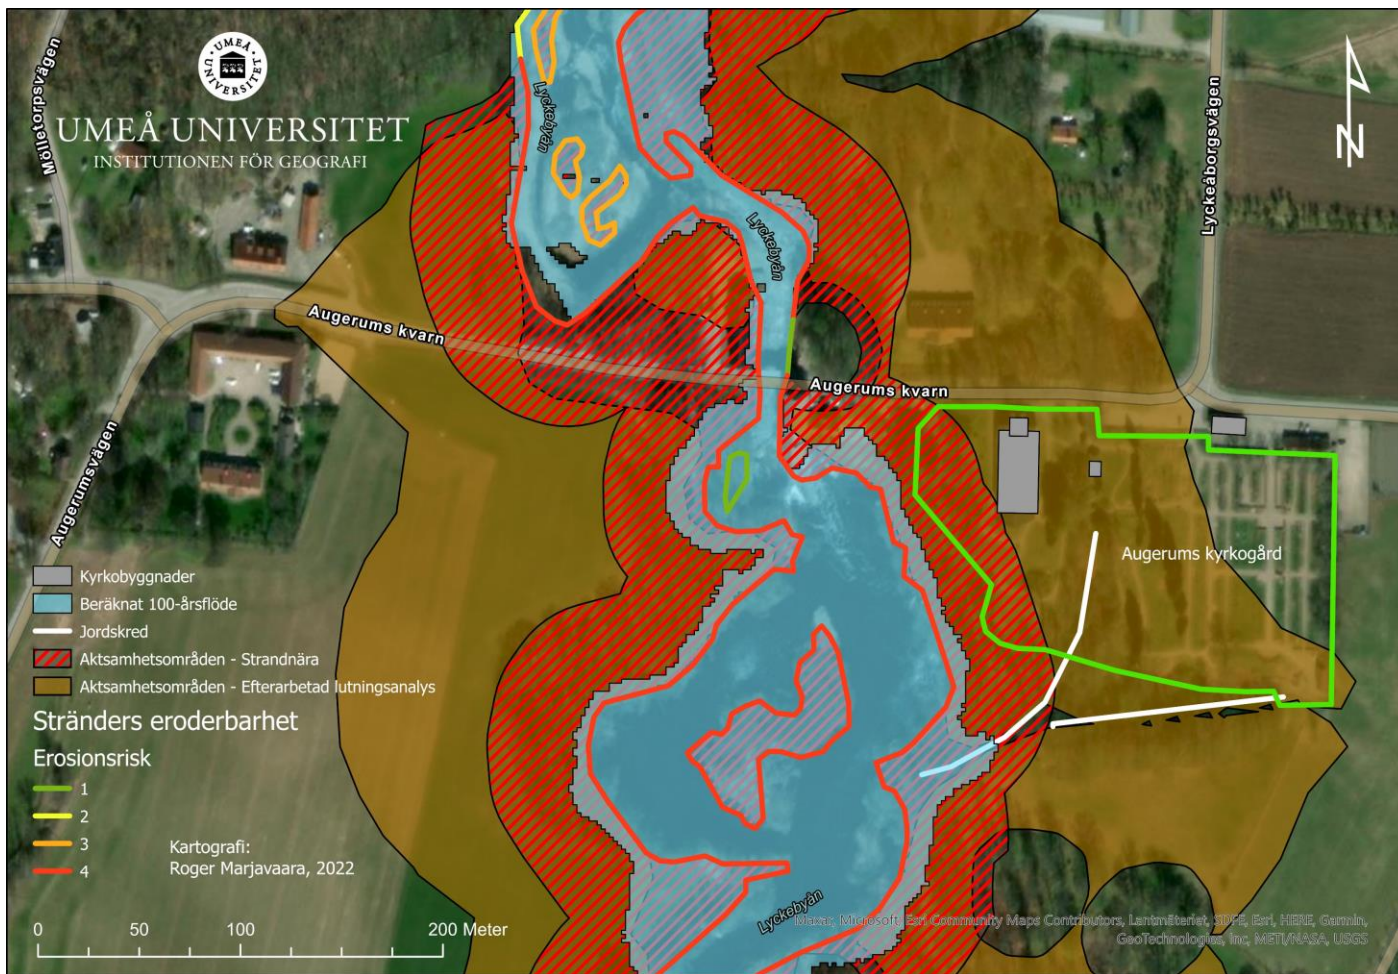 UMEÅ UNIVERSITET
UMEÅ UNIVERSITET
INSTITUTIONEN FÖR GEOGRAFI
Mölletorpsvägen
Lyckebyån
Lyckebyån
Lyckeåborgsvägen
N
Augerums kvarn
Augerums kvarn
Augerumsvägen
Augerums kyrkogård
Kyrkobyggnader
Beräknat 100-årsflöde
Jordskred
Aktsamhetsområden - Strandnära
Aktsamhetsområden - Efterarbetad lutningsanalys
Stränders eroderbarhet
Erosionsrisk
1
2
3
4
Kartografi:
Roger Marjavaara, 2022
Lyckebyån
0 50 100 200 Meter
Maxar, Microsoft, Esri Community Maps Contributors, Lantmäteriet, SDFE, Esri, HERE, Garmin,
GeoTechnologies, Inc, METI/NASA, USGS